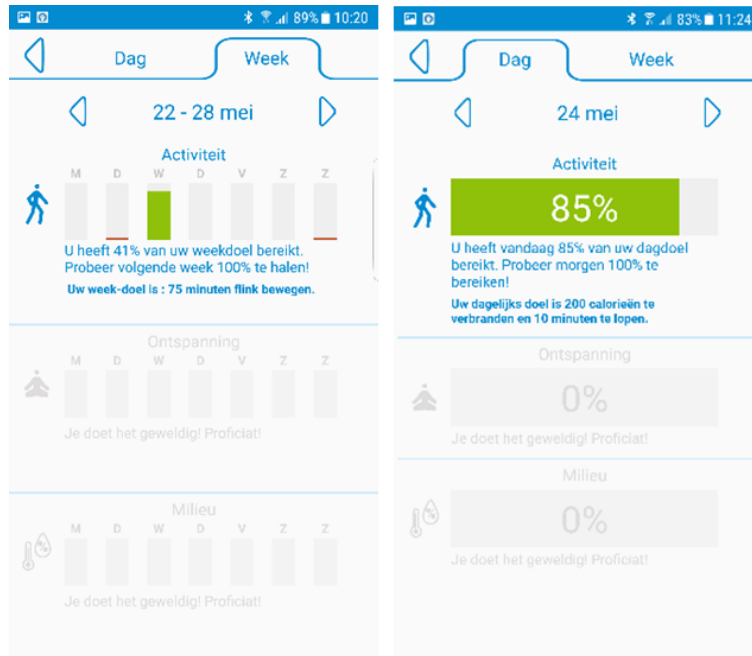 89% 10:20
Dag Week
22 - 28 mei
Activiteit
M D W D V Z Z
U heeft 41% van uw weekdoel bereikt.
Probeer volgende week 100% te halen!
Uw week-doel is : 75 minuten flink bewegen.
Ontspanning
M D W D V Z Z
Je doet het geweldig! Proficiat!
Milieu
M D W D V Z Z
Je doet het geweldig! Proficiat!
83% 11:24
Dag Week
24 mei
Activiteit
85%
U heeft vandaag 85% van uw dagdoel
bereikt. Probeer morgen 100% te
bereiken!
Uw dagelijks doel is 200 calorieën te
verbranden en 10 minuten te lopen.
Ontspanning
0%
Je doet het geweldig! Proficiat!
Milieu
0%
Je doet het geweldig! Proficiat!